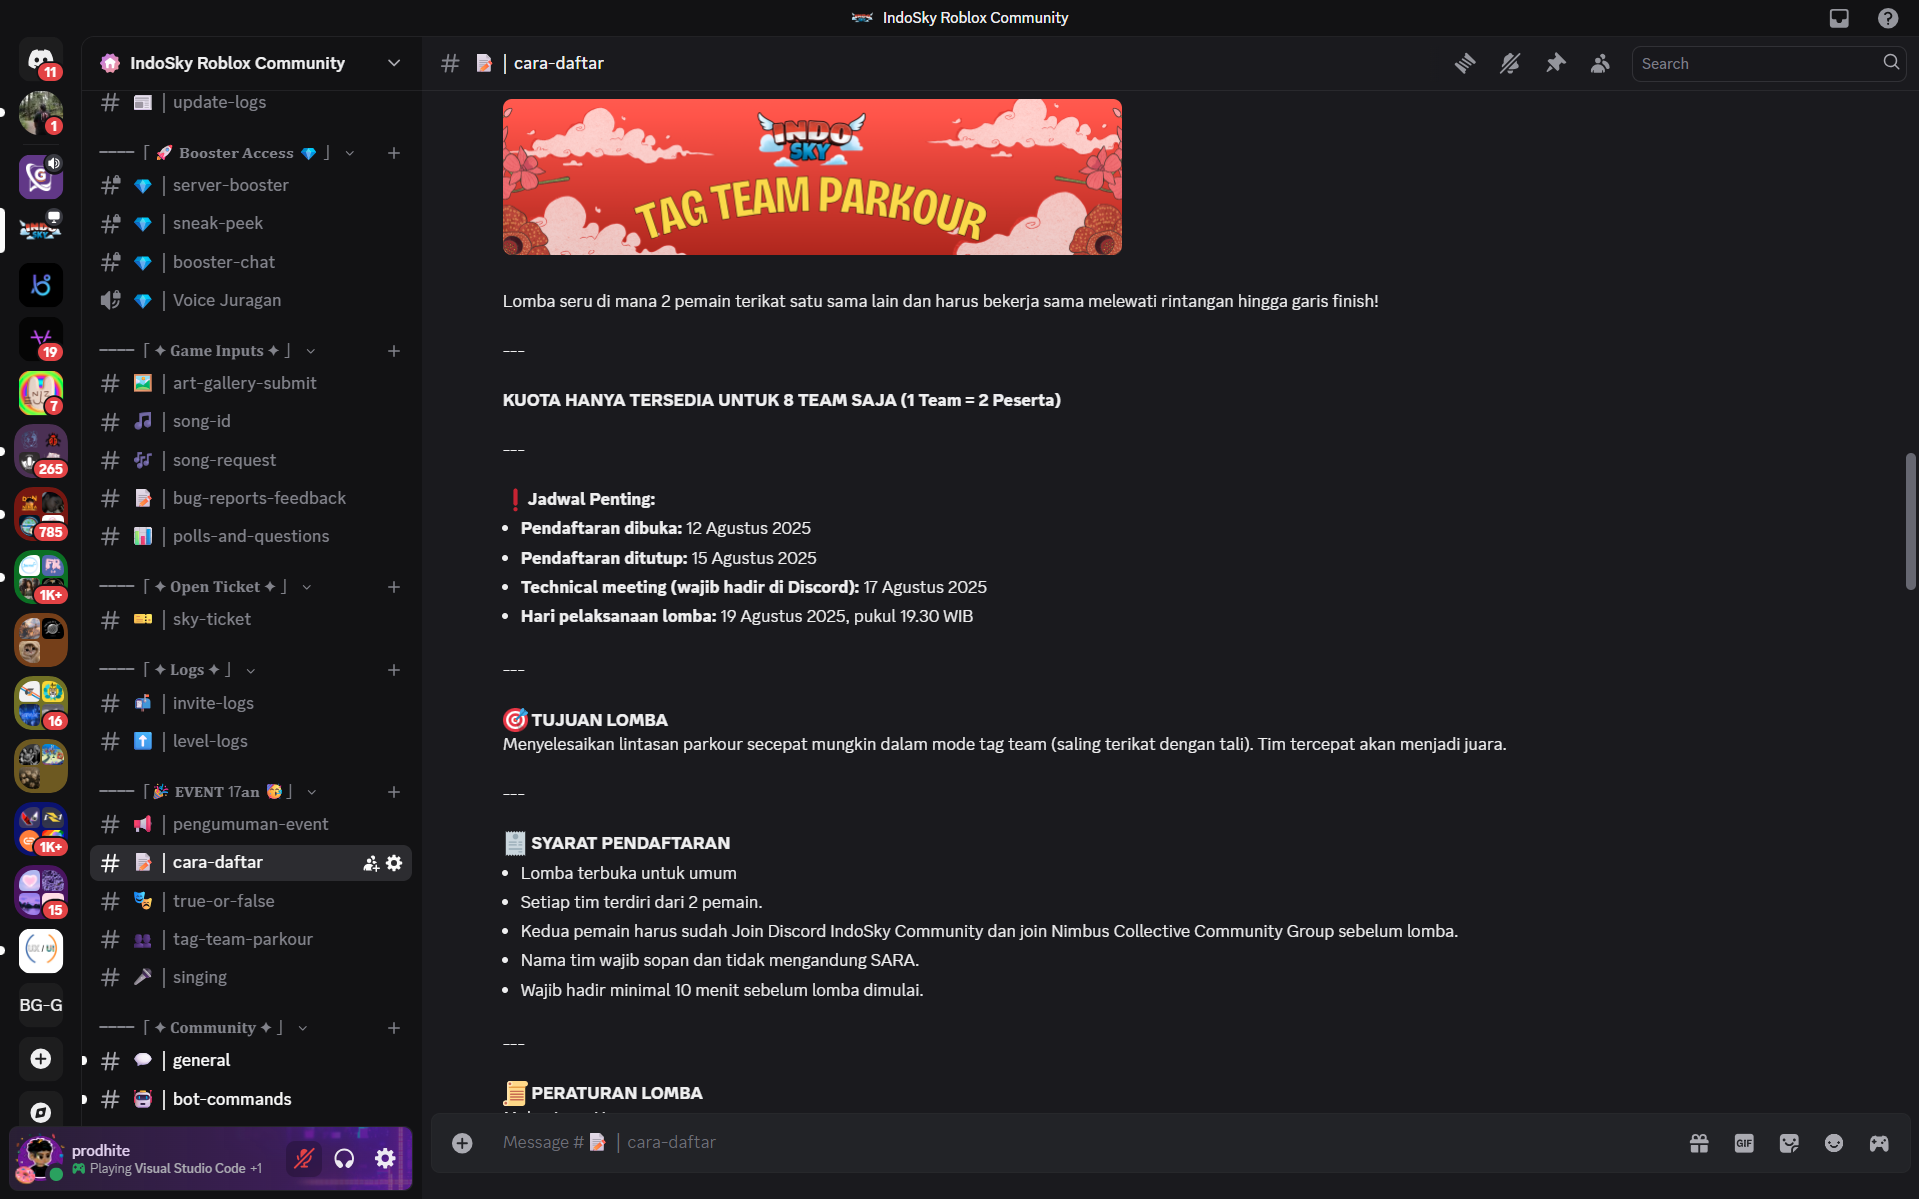 IndoSky Roblox Community
11
1
19
7
265
785
1K+
16
1K+
15
UX / UI
BG-G
IndoSky Roblox Community
# | update-logs
──── ⌈ 🚀 Booster Access 💎 ⌋
# 💎 | server-booster
# 💎 | sneak-peek
# 💎 | booster-chat
💎 | Voice Juragan
──── ⌈ ✦ Game Inputs ✦ ⌋
# | art-gallery-submit
# | song-id
# | song-request
# | bug-reports-feedback
# | polls-and-questions
──── ⌈ ✦ Open Ticket ✦ ⌋
# | sky-ticket
──── ⌈ ✦ Logs ✦ ⌋
# | invite-logs
# | level-logs
──── ⌈ 🎉 EVENT 17an 🥳 ⌋
# | pengumuman-event
# | cara-daftar
# | true-or-false
# | tag-team-parkour
# | singing
──── ⌈ ✦ Community ✦ ⌋
# | general
# | bot-commands
prodhite
Playing Visual Studio Code +1
# | cara-daftar
Search
INDO
SKY
TAG TEAM PARKOUR
Lomba seru di mana 2 pemain terikat satu sama lain dan harus bekerja sama melewati rintangan hingga garis finish!
---
KUOTA HANYA TERSEDIA UNTUK 8 TEAM SAJA (1 Team = 2 Peserta)
---
❗ Jadwal Penting:
• Pendaftaran dibuka: 12 Agustus 2025
• Pendaftaran ditutup: 15 Agustus 2025
• Technical meeting (wajib hadir di Discord): 17 Agustus 2025
• Hari pelaksanaan lomba: 19 Agustus 2025, pukul 19.30 WIB
---
🎯 TUJUAN LOMBA
Menyelesaikan lintasan parkour secepat mungkin dalam mode tag team (saling terikat dengan tali). Tim tercepat akan menjadi juara.
---
🧾 SYARAT PENDAFTARAN
• Lomba terbuka untuk umum
• Setiap tim terdiri dari 2 pemain.
• Kedua pemain harus sudah Join Discord IndoSky Community dan join Nimbus Collective Community Group sebelum lomba.
• Nama tim wajib sopan dan tidak mengandung SARA.
• Wajib hadir minimal 10 menit sebelum lomba dimulai.
---
📜 PERATURAN LOMBA
Message # | cara-daftar
GIF